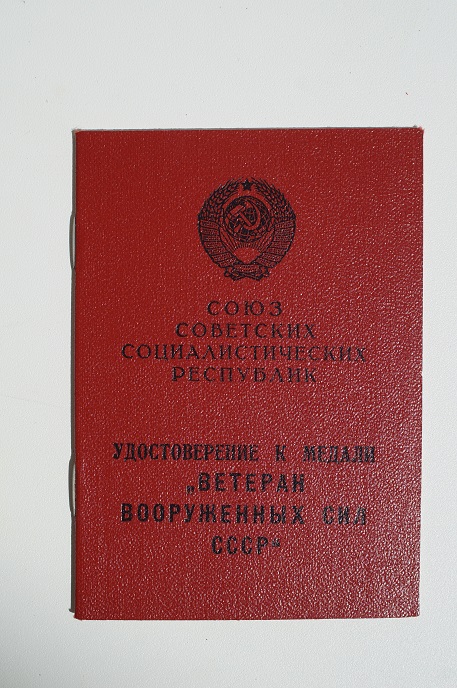 СОЮЗ
СОВЕТСКИХ
СОЦИАЛИСТИЧЕСКИХ
РЕСПУБЛИК
УДОСТОВЕРЕНИЕ К МЕДАЛИ
„ВЕТЕРАН
ВООРУЖЕННЫХ СИЛ
СССР“